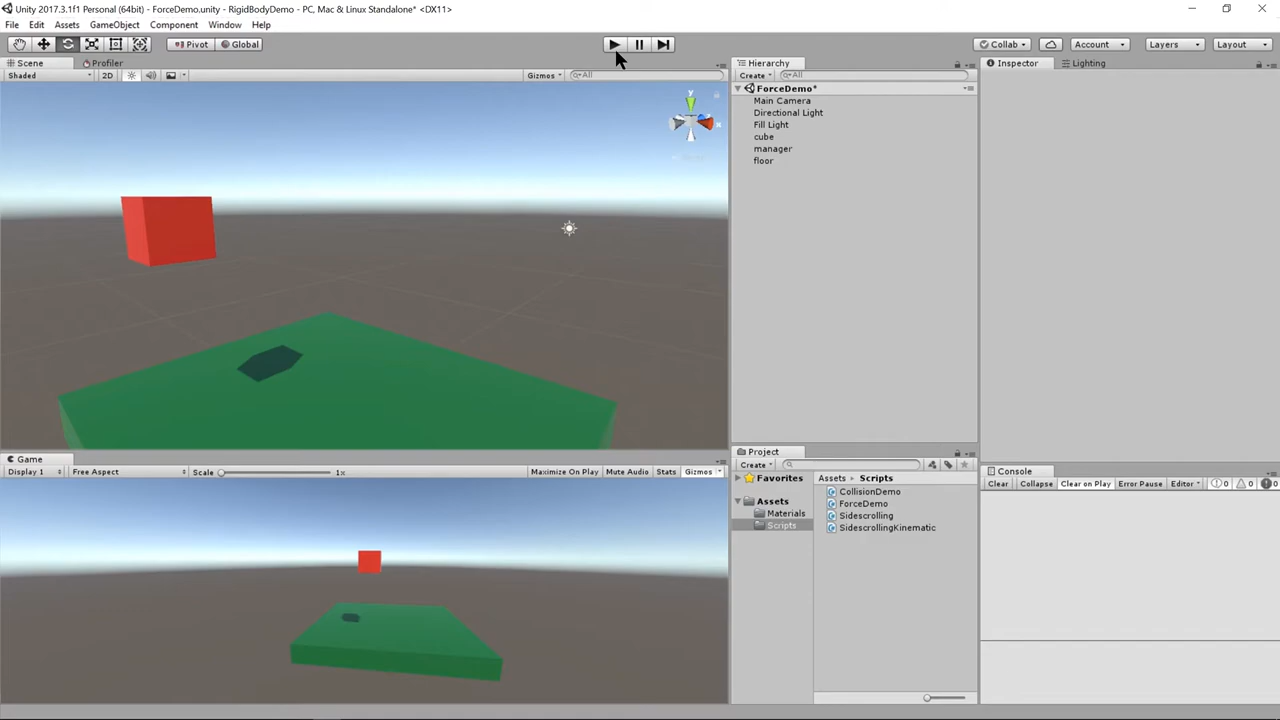 Unity 2017.3.1f1 Personal (64bit) - ForceDemo.unity - RigidBodyDemo - PC, Mac & Linux Standalone* <DX11>
File Edit Assets GameObject Component Window Help
Pivot Global Collab Account Layers Layout
Scene Profiler
Shaded 2D Gizmos All
y
x
Hierarchy
Create All
ForceDemo*
Main Camera
Directional Light
Fill Light
cube
manager
floor
Inspector Lighting
Game
Display 1 Free Aspect Scale 1x Maximize On Play Mute Audio Stats Gizmos
Project
Create
Favorites
Assets
Materials
Scripts
Assets Scripts
CollisionDemo
ForceDemo
Sidescrolling
SidescrollingKinematic
Console
Clear Collapse Clear on Play Error Pause Editor 0 0 0